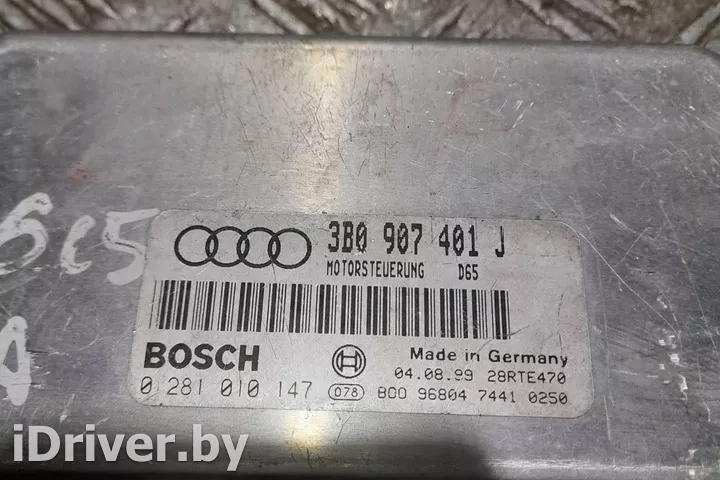 3B0 907 401 J
MOTORSTEUERUNG D65
BOSCH
Made in Germany
04.08.99 28RTE470
0 281 010 147 078 BOO 96804 7441 0250
iDriver.by